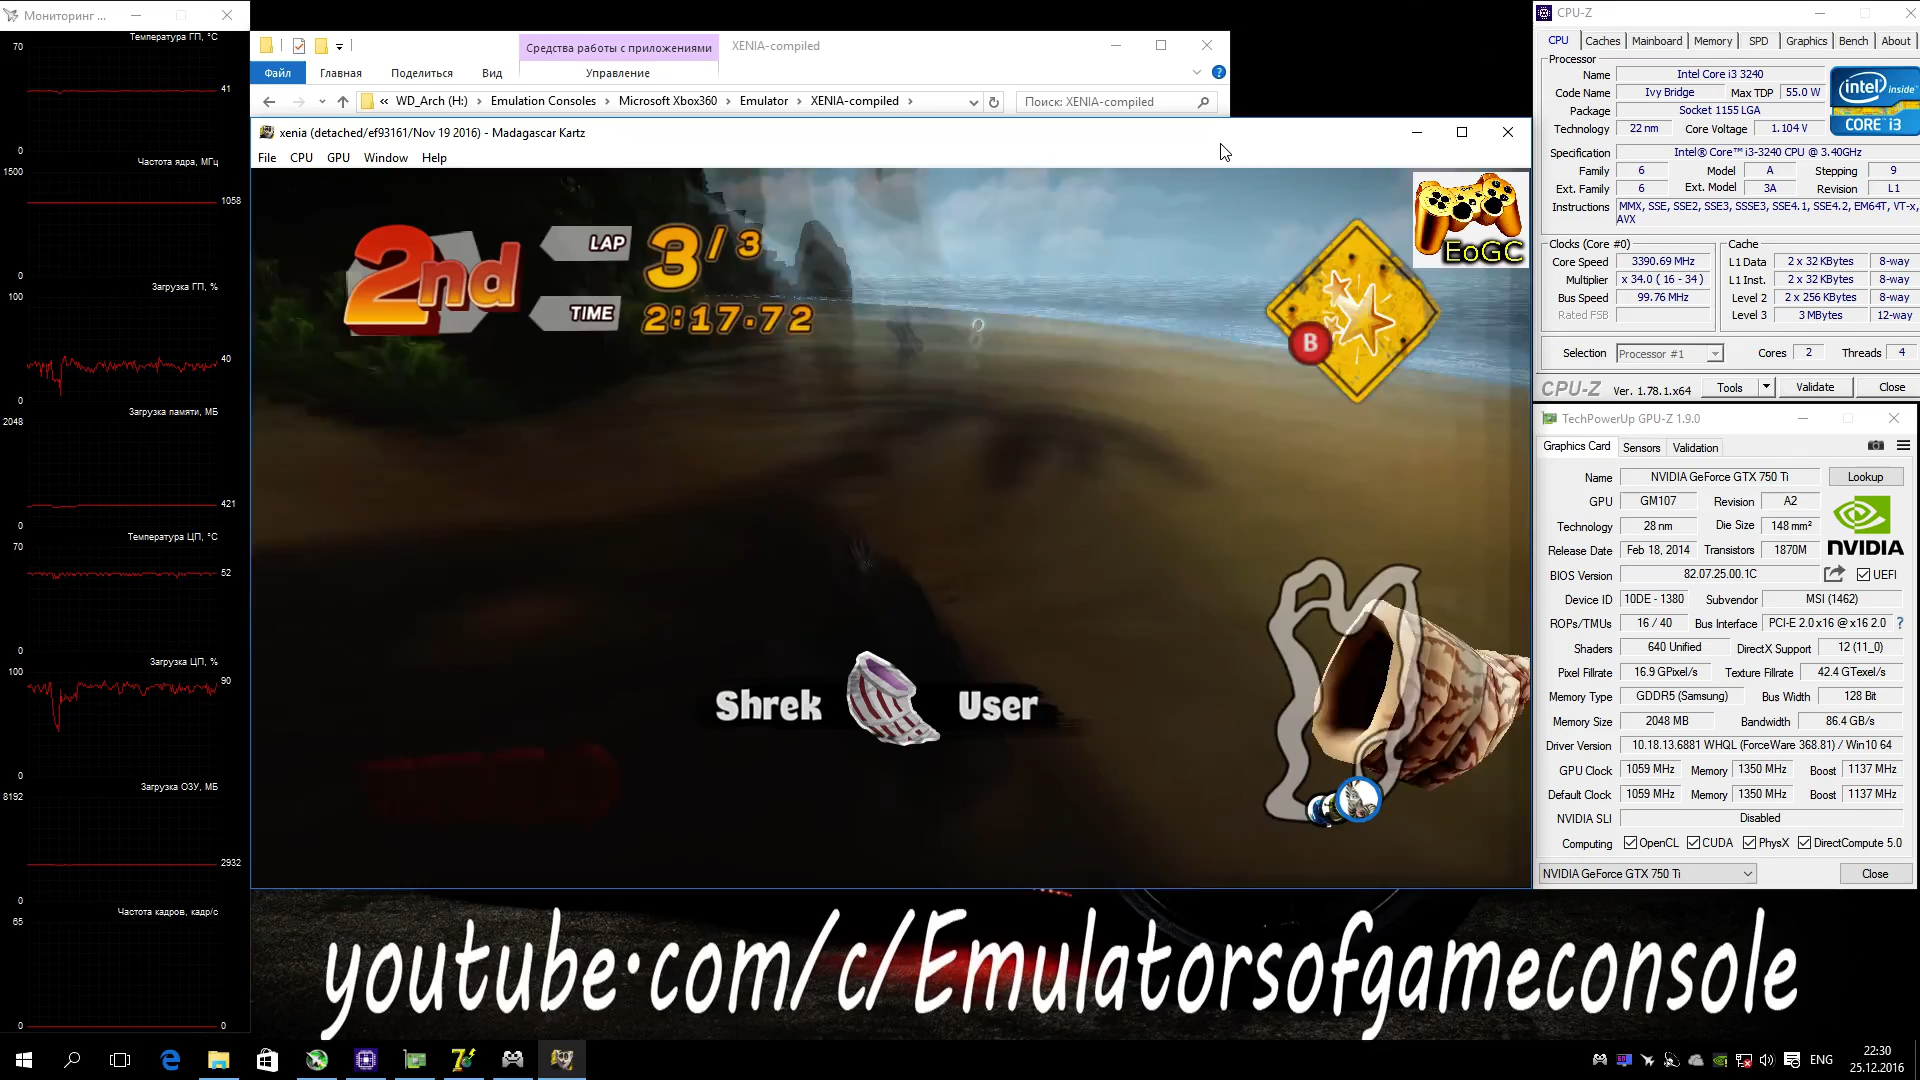 Мониторинг ...
Температура ГП, °C
70
41
0
Частота ядра, МГц
1500
1058
0
Загрузка ГП, %
100
40
0
Загрузка памяти, МБ
2048
421
0
Температура ЦП, °C
70
52
0
Загрузка ЦП, %
100
90
0
Загрузка ОЗУ, МБ
8192
2932
0
Частота кадров, кадр/с
65
0 0
Средства работы с приложениями XENIA-compiled
Файл Главная Поделиться Вид Управление
« WD_Arch (H:) Emulation Consoles Microsoft Xbox360 Emulator XENIA-compiled
Поиск: XENIA-compiled
xenia (detached/ef93161/Nov 19 2016) - Madagascar Kartz
File CPU GPU Window Help
2nd
LAP 3/3
TIME 2:17.72
B
EoGC
Shrek User
youtube.com/c/Emulatorsofgameconsole
CPU-Z
CPU Caches Mainboard Memory SPD Graphics Bench About
Processor
Name Intel Core i3 3240
Code Name Ivy Bridge Max TDP 55.0 W
Package Socket 1155 LGA
Technology 22 nm Core Voltage 1.104 V
intel inside™
CORE i3
Specification Intel® Core™ i3-3240 CPU @ 3.40GHz
Family 6 Model A Stepping 9
Ext. Family 6 Ext. Model 3A Revision L1
Instructions MMX, SSE, SSE2, SSE3, SSSE3, SSE4.1, SSE4.2, EM64T, VT-x,
AVX
Clocks (Core #0)
Core Speed 3390.69 MHz
Multiplier x 34.0 ( 16 - 34 )
Bus Speed 99.76 MHz
Rated FSB
Cache
L1 Data 2 x 32 KBytes 8-way
L1 Inst. 2 x 32 KBytes 8-way
Level 2 2 x 256 KBytes 8-way
Level 3 3 MBytes 12-way
Selection Processor #1 Cores 2 Threads 4
CPU-Z Ver. 1.78.1.x64 Tools Validate Close
TechPowerUp GPU-Z 1.9.0
Graphics Card Sensors Validation
Name NVIDIA GeForce GTX 750 Ti Lookup
GPU GM107 Revision A2
Technology 28 nm Die Size 148 mm²
Release Date Feb 18, 2014 Transistors 1870M
NVIDIA
BIOS Version 82.07.25.00.1C UEFI
Device ID 10DE - 1380 Subvendor MSI (1462)
ROPs/TMUs 16 / 40 Bus Interface PCI-E 2.0 x16 @ x16 2.0 ?
Shaders 640 Unified DirectX Support 12 (11_0)
Pixel Fillrate 16.9 GPixel/s Texture Fillrate 42.4 GTexel/s
Memory Type GDDR5 (Samsung) Bus Width 128 Bit
Memory Size 2048 MB Bandwidth 86.4 GB/s
Driver Version 10.18.13.6881 WHQL (ForceWare 368.81) / Win10 64
GPU Clock 1059 MHz Memory 1350 MHz Boost 1137 MHz
Default Clock 1059 MHz Memory 1350 MHz Boost 1137 MHz
NVIDIA SLI Disabled
Computing OpenCL CUDA PhysX DirectCompute 5.0
NVIDIA GeForce GTX 750 Ti Close
ENG
22:30
25.12.2016